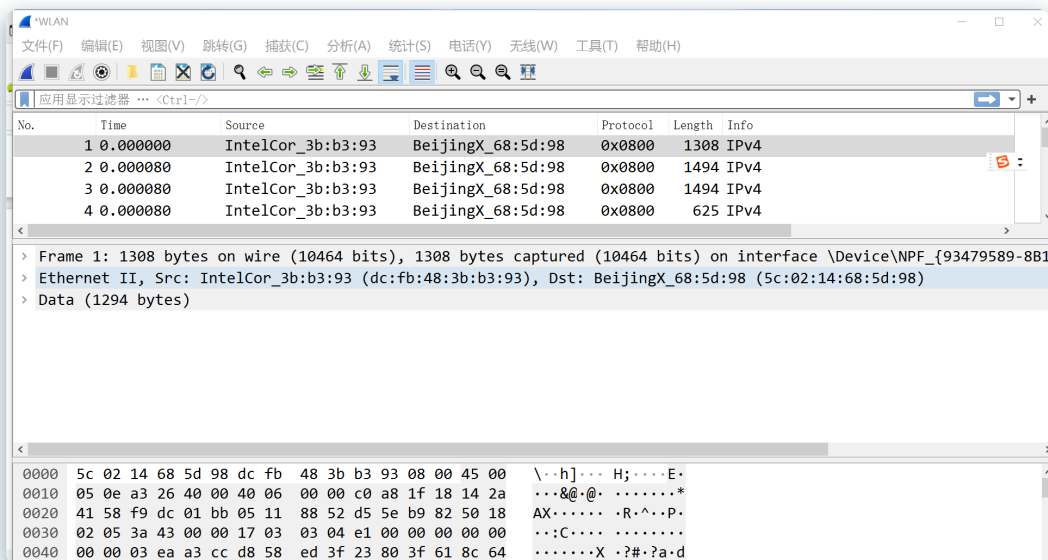 *WLAN
文件(F) 编辑(E) 视图(V) 跳转(G) 捕获(C) 分析(A) 统计(S) 电话(Y) 无线(W) 工具(T) 帮助(H)
应用显示过滤器 … <Ctrl-/>
No. Time Source Destination Protocol Length Info
1 0.000000 IntelCor_3b:b3:93 BeijingX_68:5d:98 0x0800 1308 IPv4
2 0.000080 IntelCor_3b:b3:93 BeijingX_68:5d:98 0x0800 1494 IPv4
3 0.000080 IntelCor_3b:b3:93 BeijingX_68:5d:98 0x0800 1494 IPv4
4 0.000080 IntelCor_3b:b3:93 BeijingX_68:5d:98 0x0800 625 IPv4
Frame 1: 1308 bytes on wire (10464 bits), 1308 bytes captured (10464 bits) on interface \Device\NPF_{93479589-8B1
Ethernet II, Src: IntelCor_3b:b3:93 (dc:fb:48:3b:b3:93), Dst: BeijingX_68:5d:98 (5c:02:14:68:5d:98)
Data (1294 bytes)
0000 5c 02 14 68 5d 98 dc fb 48 3b b3 93 08 00 45 00 \··h]··· H;····E·
0010 05 0e a3 26 40 00 40 06 00 00 c0 a8 1f 18 14 2a ···&@·@· ·······*
0020 41 58 f9 dc 01 bb 05 11 88 52 d5 5e b9 82 50 18 AX······ ·R·^··P·
0030 02 05 3a 43 00 00 17 03 03 04 e1 00 00 00 00 00 ··:C···· ········
0040 00 00 03 ea a3 cc d8 58 ed 3f 23 80 3f 61 8c 64 ·······X ·?#·?a·d